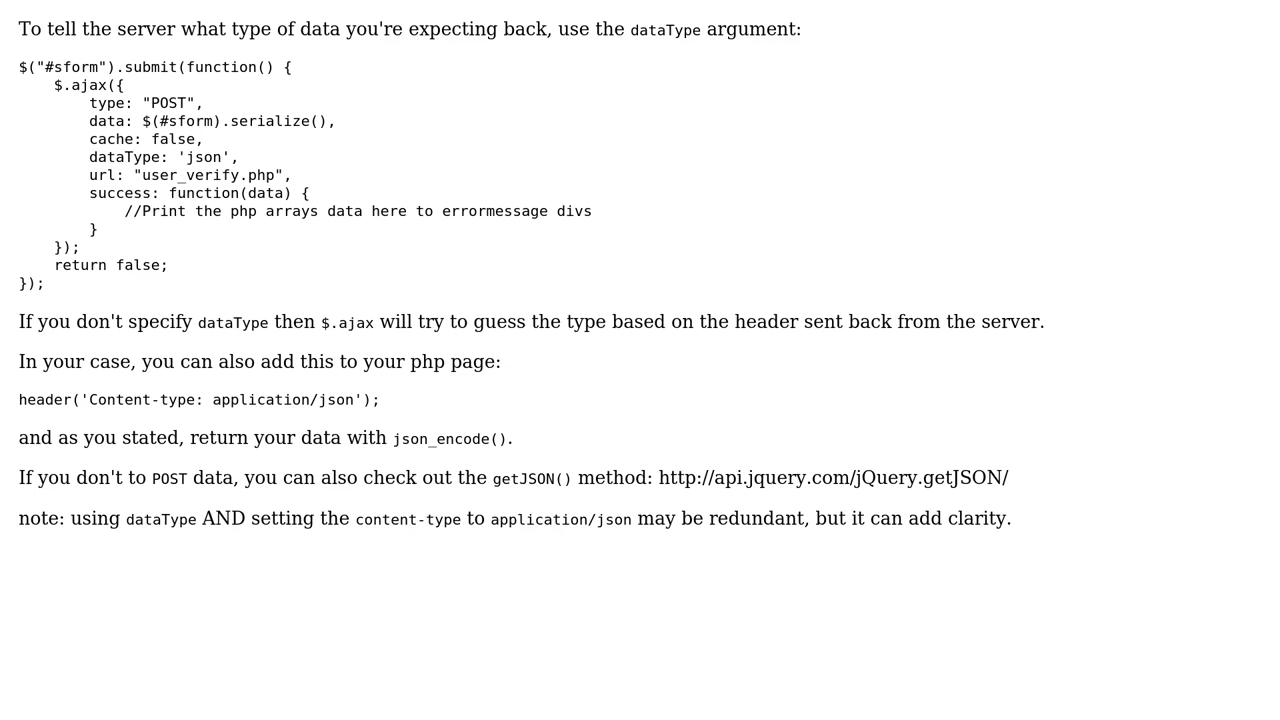 To tell the server what type of data you're expecting back, use the dataType argument:
$("#sform").submit(function() {
    $.ajax({
        type: "POST",
        data: $(#sform).serialize(),
        cache: false,
        dataType: 'json',
        url: "user_verify.php",
        success: function(data) {
            //Print the php arrays data here to errormessage divs
        }
    });
    return false;
});
If you don't specify dataType then $.ajax will try to guess the type based on the header sent back from the server.
In your case, you can also add this to your php page:
header('Content-type: application/json');
and as you stated, return your data with json_encode().
If you don't to POST data, you can also check out the getJSON() method: http://api.jquery.com/jQuery.getJSON/
note: using dataType AND setting the content-type to application/json may be redundant, but it can add clarity.